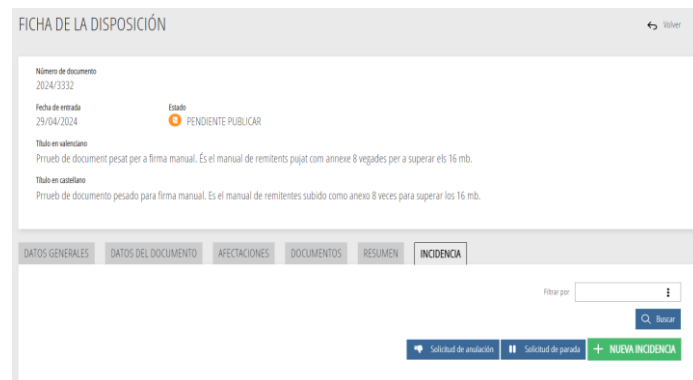 FICHA DE LA DISPOSICIÓN
Volver
Número de documento
2024/3332
Fecha de entrada Estado
29/04/2024 PENDIENTE PUBLICAR
Título en valenciano
Prrueb de document pesat per a firma manual. És el manual de remitents pujat com annexe 8 vegades per a superar els 16 mb.
Título en castellano
Prrueb de documento pesado para firma manual. Es el manual de remitentes subido como anexo 8 veces para superar los 16 mb.
DATOS GENERALES DATOS DEL DOCUMENTO AFECTACIONES DOCUMENTOS RESUMEN INCIDENCIA
Filtrar por
Buscar
Solicitud de anulación Solicitud de parada + NUEVA INCIDENCIA